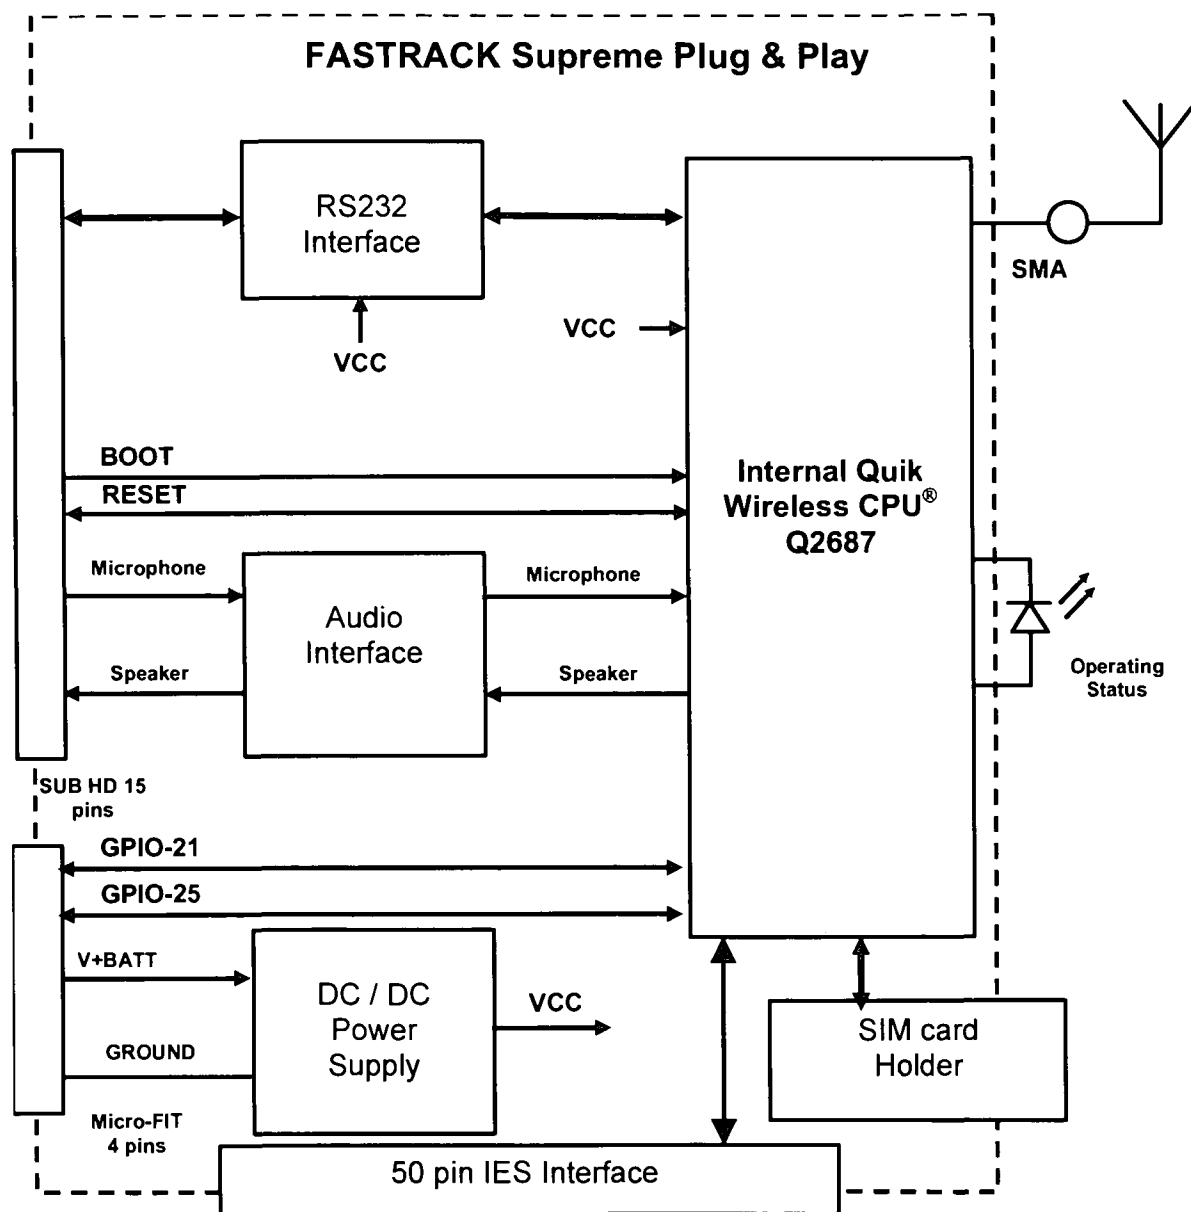 FASTRACK Supreme Plug & Play
RS232
Interface
VCC
VCC
SMA
BOOT
RESET
Internal Quik
Wireless CPU®
Q2687
Microphone
Microphone
Audio
Interface
Speaker
Speaker
Operating
Status
SUB HD 15
pins
GPIO-21
GPIO-25
V+BATT
DC / DC
Power
Supply
VCC
GROUND
SIM card
Holder
Micro-FIT
4 pins
50 pin IES Interface